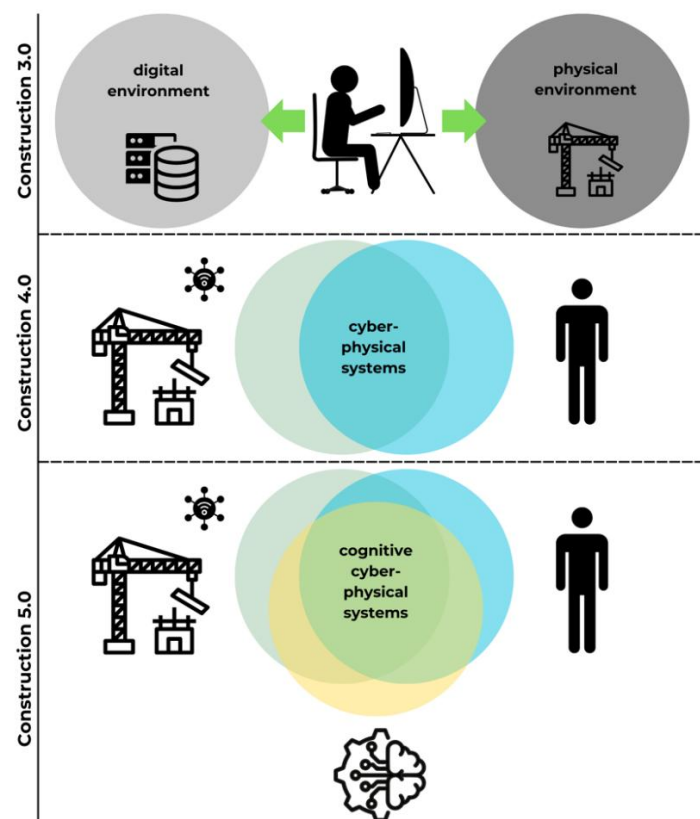 Construction 3.0
digital
environment
physical
environment
Construction 4.0
cyber-
physical
systems
Construction 5.0
cognitive
cyber-
physical
systems